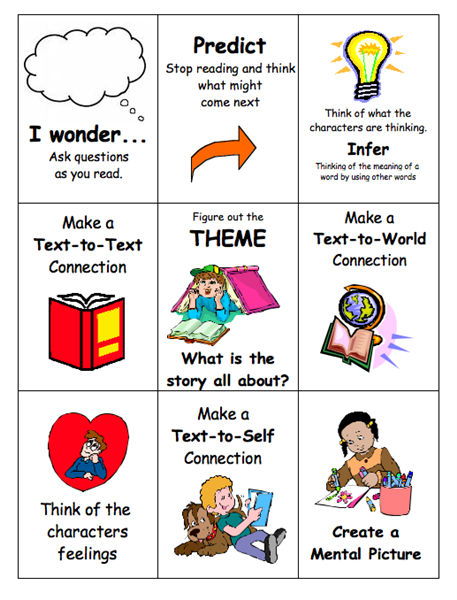 I wonder...
Ask questions
as you read.
Predict
Stop reading and think
what might
come next
Think of what the
characters are thinking.
Infer
Thinking of the meaning of a
word by using other words
Make a
Text-to-Text
Connection
Figure out the
THEME
What is the
story all about?
Make a
Text-to-World
Connection
Think of the
characters
feelings
Make a
Text-to-Self
Connection
Create a
Mental Picture